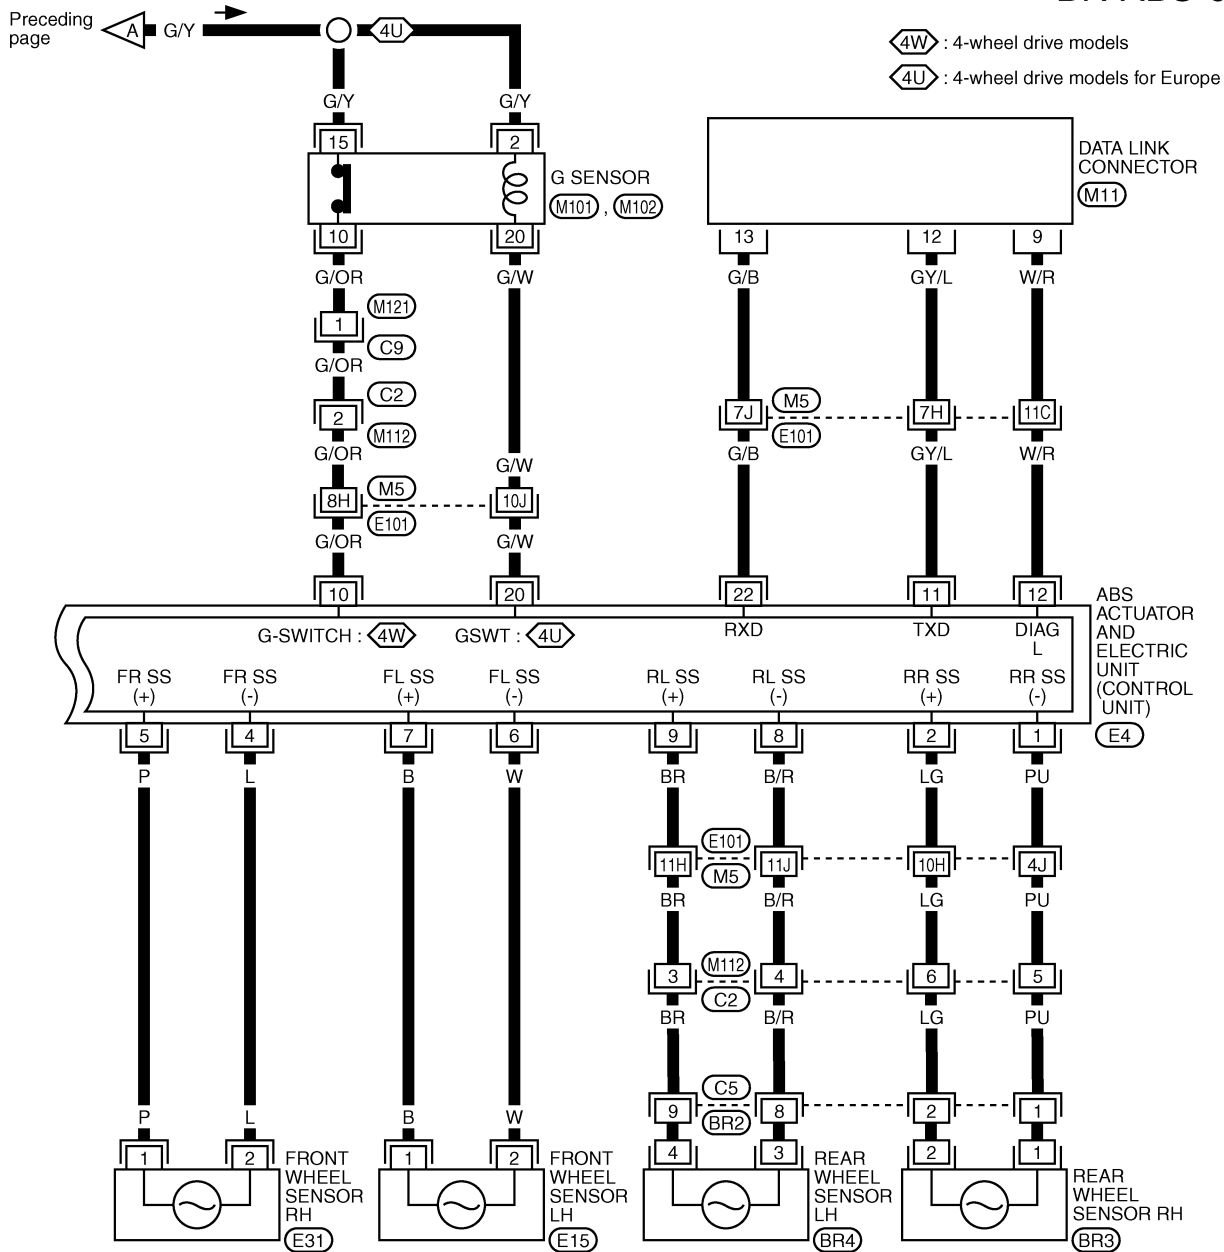 Preceding
page
A
G/Y
4U
4W : 4-wheel drive models
4U : 4-wheel drive models for Europe
G/Y
G/Y
15
2
G SENSOR
M101 , M102
10
20
DATA LINK
CONNECTOR
M11
13
12
9
G/OR
G/W
G/B
GY/L
W/R
1
M121
C9
G/OR
2
C2
M112
G/OR
G/W
7J
M5
E101
7H
11C
G/B
GY/L
W/R
8H
M5
E101
10J
G/OR
G/W
10
20
22
11
12
G-SWITCH : 4W
GSWT : 4U
RXD
TXD
DIAG
L
ABS
ACTUATOR
AND
ELECTRIC
UNIT
(CONTROL
UNIT)
E4
FR SS
(+)
FR SS
(-)
FL SS
(+)
FL SS
(-)
RL SS
(+)
RL SS
(-)
RR SS
(+)
RR SS
(-)
5
4
7
6
9
8
2
1
P
L
B
W
BR
B/R
LG
PU
11H
E101
M5
11J
10H
4J
BR
B/R
LG
PU
3
M112
C2
4
6
5
BR
B/R
LG
PU
9
C5
BR2
8
2
1
P
L
B
W
1
2
1
2
4
3
2
1
FRONT
WHEEL
SENSOR
RH
E31
FRONT
WHEEL
SENSOR
LH
E15
REAR
WHEEL
SENSOR
LH
BR4
REAR
WHEEL
SENSOR RH
BR3